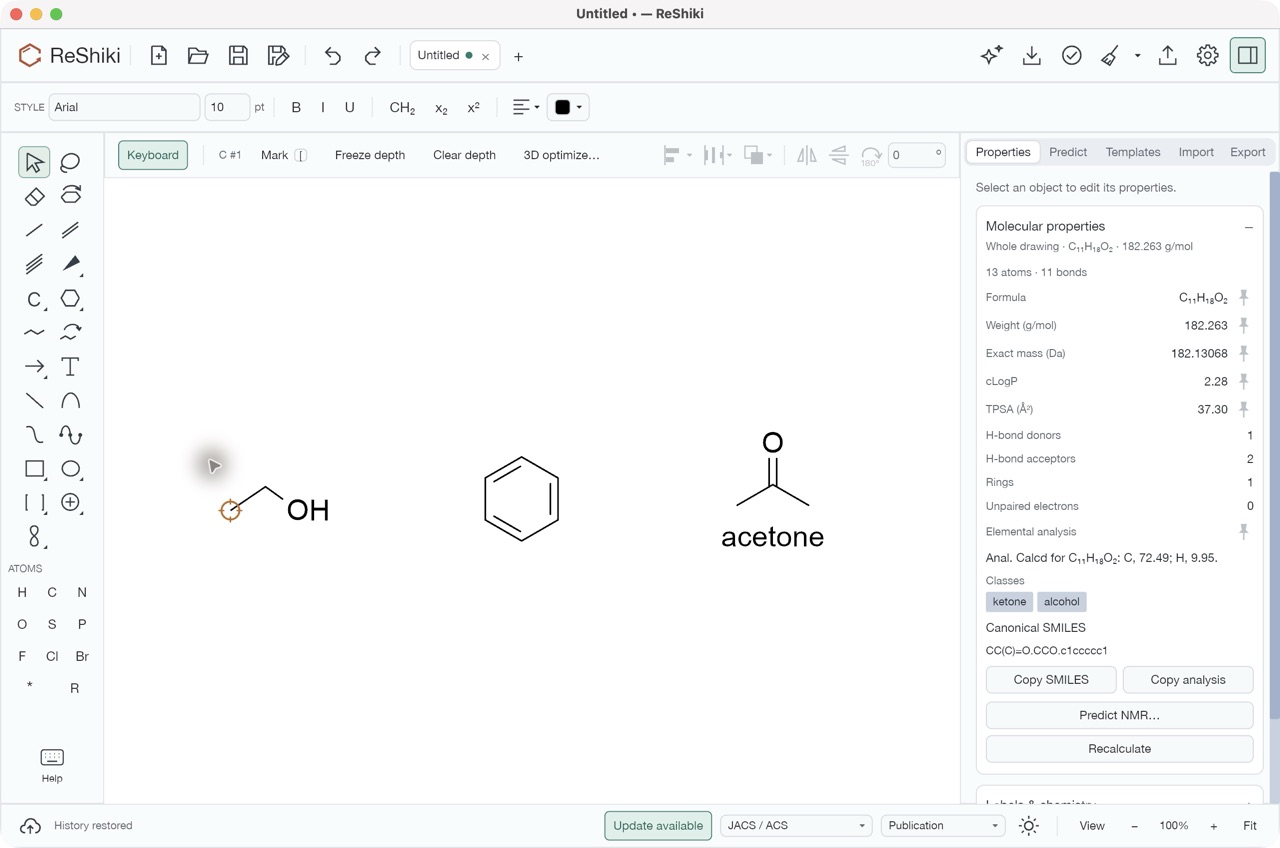 Untitled • — ReShiki
ReShiki
Untitled
STYLE Arial 10 pt B I U CH₂ x₂ x²
Keyboard C #1 Mark [ Freeze depth Clear depth 3D optimize... 180° 0 °
Properties Predict Templates Import Export
Select an object to edit its properties.
Molecular properties
Whole drawing · C₁₁H₁₈O₂ · 182.263 g/mol
13 atoms · 11 bonds
Formula C₁₁H₁₈O₂
Weight (g/mol) 182.263
Exact mass (Da) 182.13068
cLogP 2.28
TPSA (Å²) 37.30
H-bond donors 1
H-bond acceptors 2
Rings 1
Unpaired electrons 0
Elemental analysis
Anal. Calcd for C₁₁H₁₈O₂: C, 72.49; H, 9.95.
Classes
ketone alcohol
Canonical SMILES
CC(C)=O.CCO.c1ccccc1
Copy SMILES Copy analysis
Predict NMR...
Recalculate
OH
O
acetone
C
T
[ ]
ATOMS
H C N
O S P
F Cl Br
* R
Help
History restored
Update available JACS / ACS Publication View − 100% + Fit